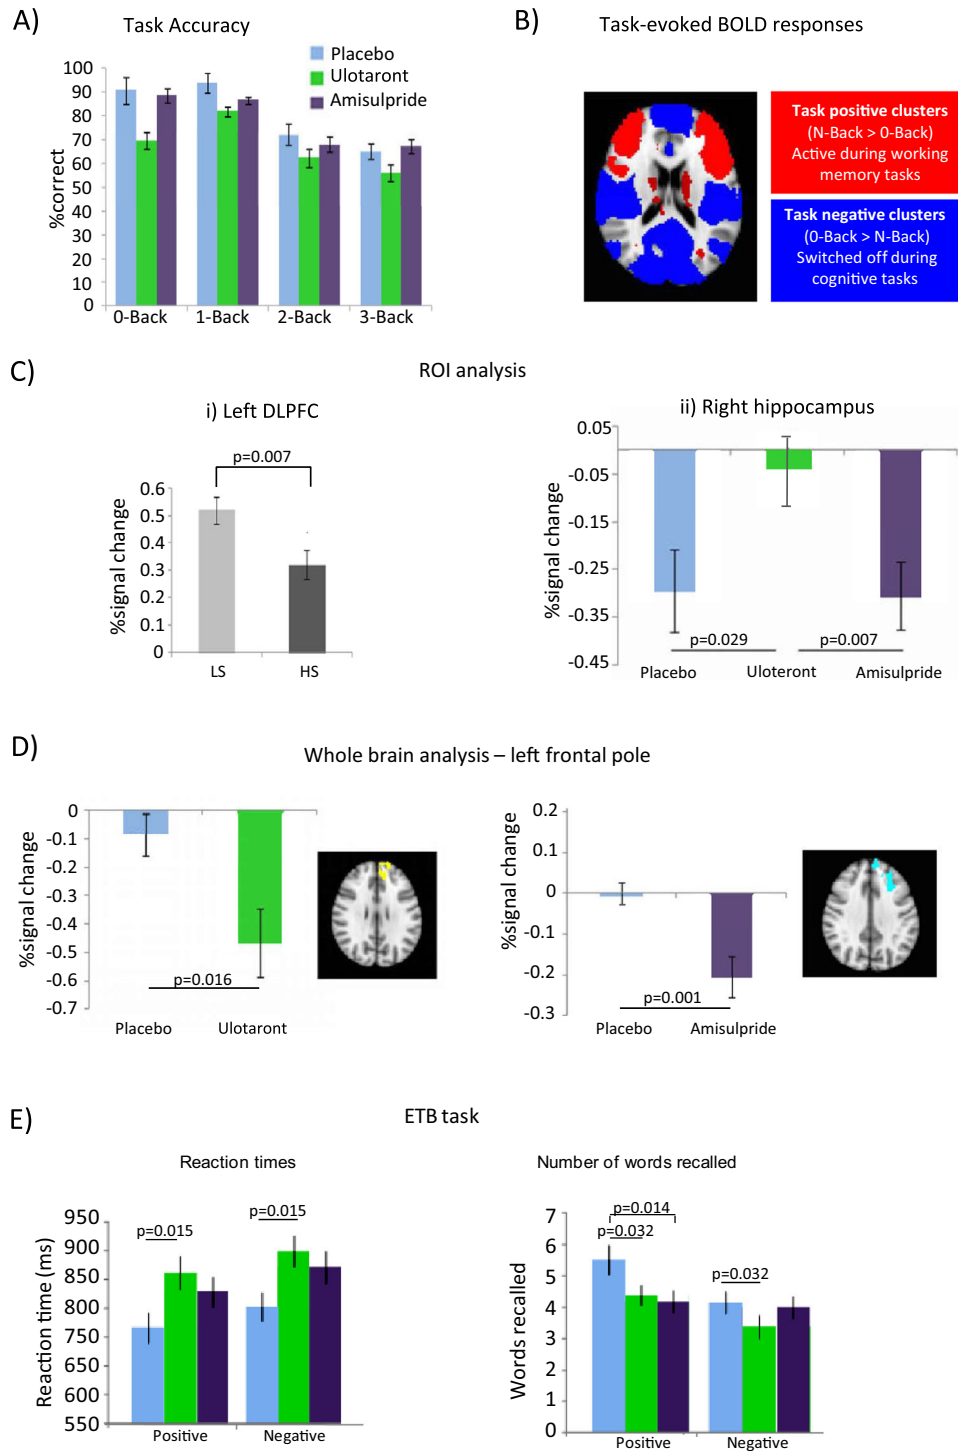 A)
Task Accuracy
Placebo
Ulotaront
Amisulpride
%correct
100
90
80
70
60
50
40
30
20
10
0
0-Back
1-Back
2-Back
3-Back
B)
Task-evoked BOLD responses
Task positive clusters
(N-Back > 0-Back)
Active during working
memory tasks
Task negative clusters
(0-Back > N-Back)
Switched off during
cognitive tasks
C)
ROI analysis
i) Left DLPFC
p=0.007
%signal change
0.6
0.5
0.4
0.3
0.2
0.1
0
LS
HS
ii) Right hippocampus
%signal change
0.05
-0.05
-0.15
-0.25
-0.35
-0.45
p=0.029
p=0.007
Placebo
Uloteront
Amisulpride
D)
Whole brain analysis – left frontal pole
%signal change
0
-0.1
-0.2
-0.3
-0.4
-0.5
-0.6
-0.7
p=0.016
Placebo
Ulotaront
%signal change
0.2
0.1
0
-0.1
-0.2
-0.3
p=0.001
Placebo
Amisulpride
E)
ETB task
Reaction times
Reaction time (ms)
950
900
850
800
750
650
600
550
p=0.015
p=0.015
Positive
Negative
Number of words recalled
Words recalled
7
6
5
4
3
2
1
0
p=0.014
p=0.032
p=0.032
Positive
Negative